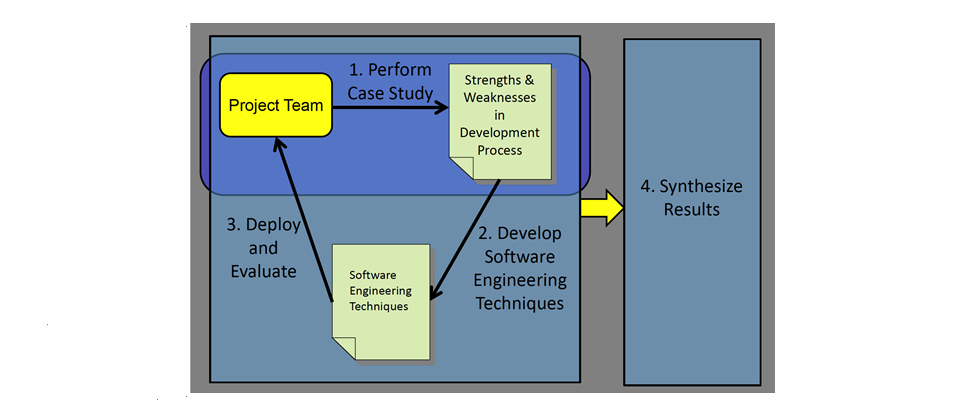 1. Perform
Case Study
Project Team
Strengths &
Weaknesses
in
Development
Process
2. Develop
Software
Engineering
Techniques
Software
Engineering
Techniques
3. Deploy
and
Evaluate
4. Synthesize
Results